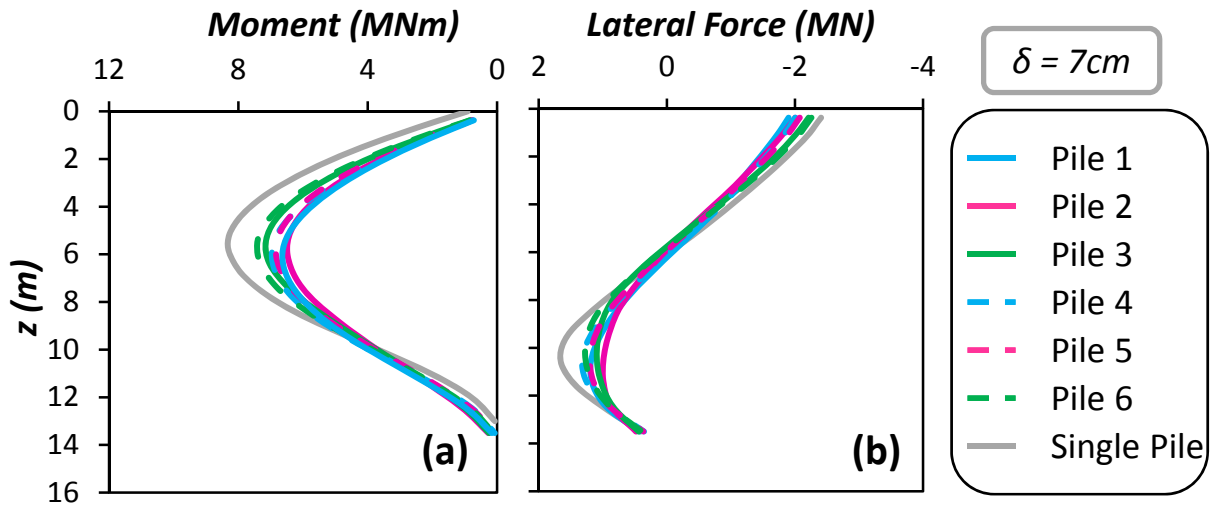 Moment (MNm)
12 8 4 0
z (m)
0
2
4
6
8
10
12
14
16
(a)
Lateral Force (MN)
2 0 -2 -4
(b)
δ = 7cm
Pile 1
Pile 2
Pile 3
Pile 4
Pile 5
Pile 6
Single Pile